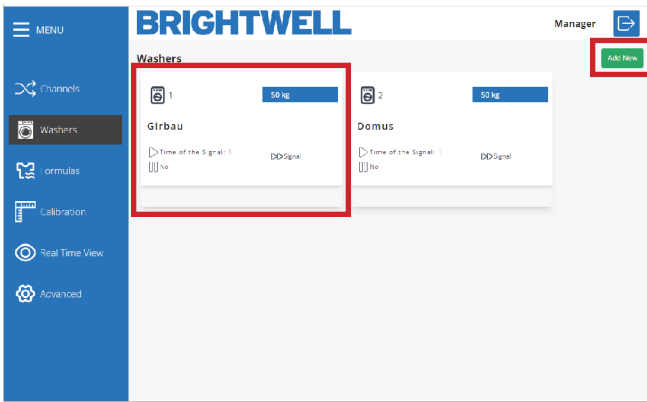 MENU
BRIGHTWELL
Manager
Washers
Add New
Channels
Washers
Formulas
Calibration
Real Time View
Advanced
1
50 kg
Girbau
Time of the Signal: 1
No
Signal
2
50 kg
Domus
Time of the Signal: 1
No
Signal